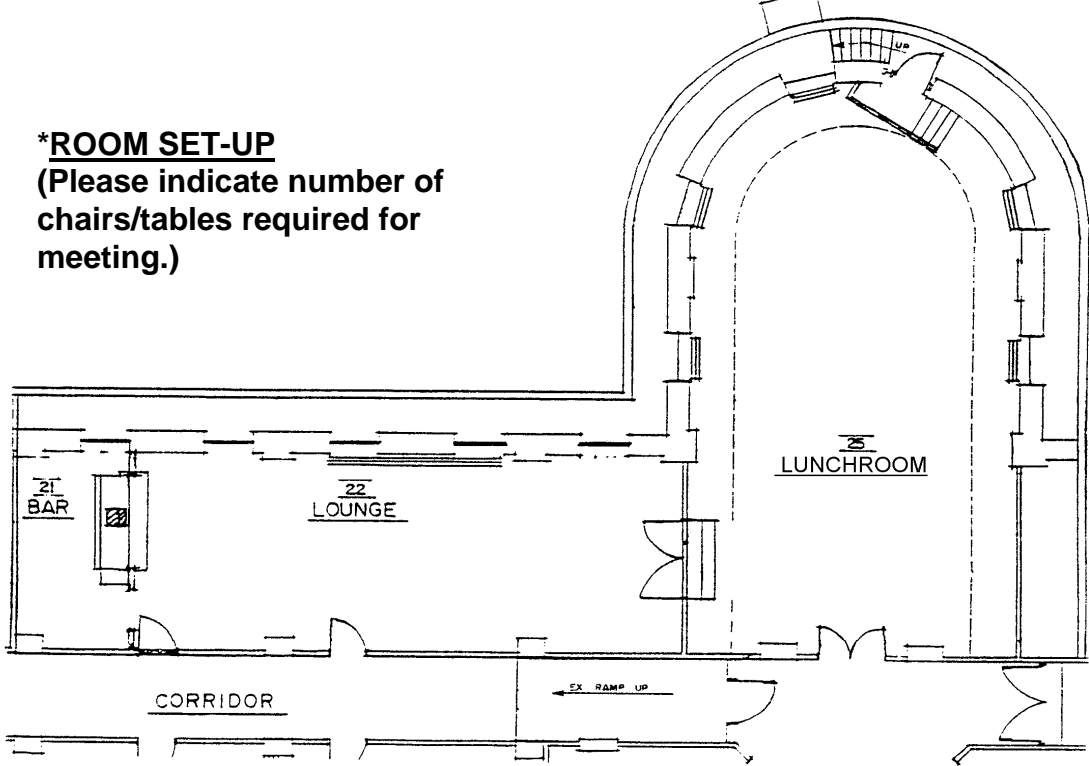 *ROOM SET-UP
(Please indicate number of
chairs/tables required for
meeting.)
UP
25
LUNCHROOM
21
BAR
22
LOUNGE
EX RAMP UP
CORRIDOR